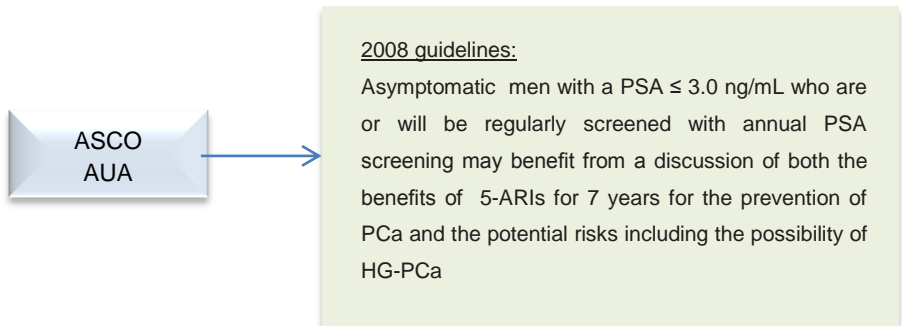 ASCO
AUA
2008 guidelines:
Asymptomatic men with a PSA ≤ 3.0 ng/mL who are
or will be regularly screened with annual PSA
screening may benefit from a discussion of both the
benefits of 5-ARIs for 7 years for the prevention of
PCa and the potential risks including the possibility of
HG-PCa